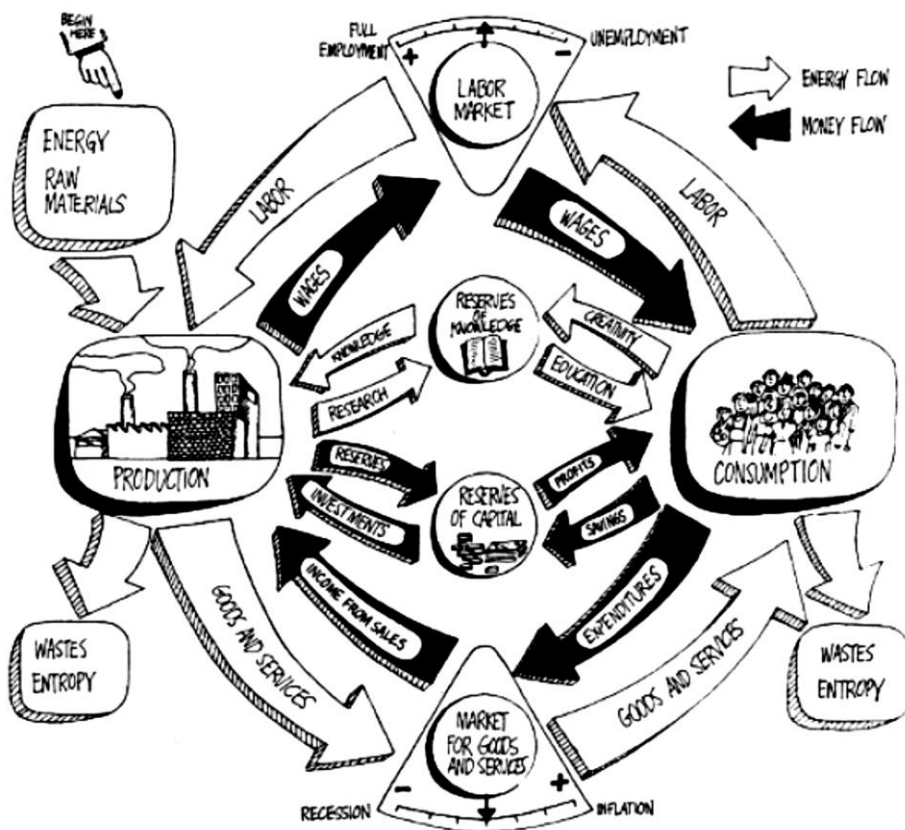 BEGIN
HERE
FULL
EMPLOYMENT
+
-
UNEMPLOYMENT
LABOR
MARKET
ENERGY FLOW
MONEY FLOW
ENERGY
RAW
MATERIALS
LABOR
WAGES
WAGES
LABOR
RESERVES
OF
KNOWLEDGE
KNOWLEDGE
RESEARCH
CREATIVITY
EDUCATION
PRODUCTION
CONSUMPTION
RESERVES
INVESTMENTS
RESERVES
OF CAPITAL
PROFITS
SAVINGS
INCOME FROM SALES
EXPENDITURES
GOODS AND SERVICES
GOODS AND SERVICES
WASTES
ENTROPY
WASTES
ENTROPY
MARKET
FOR GOODS
AND SERVICES
-
+
RECESSION
INFLATION